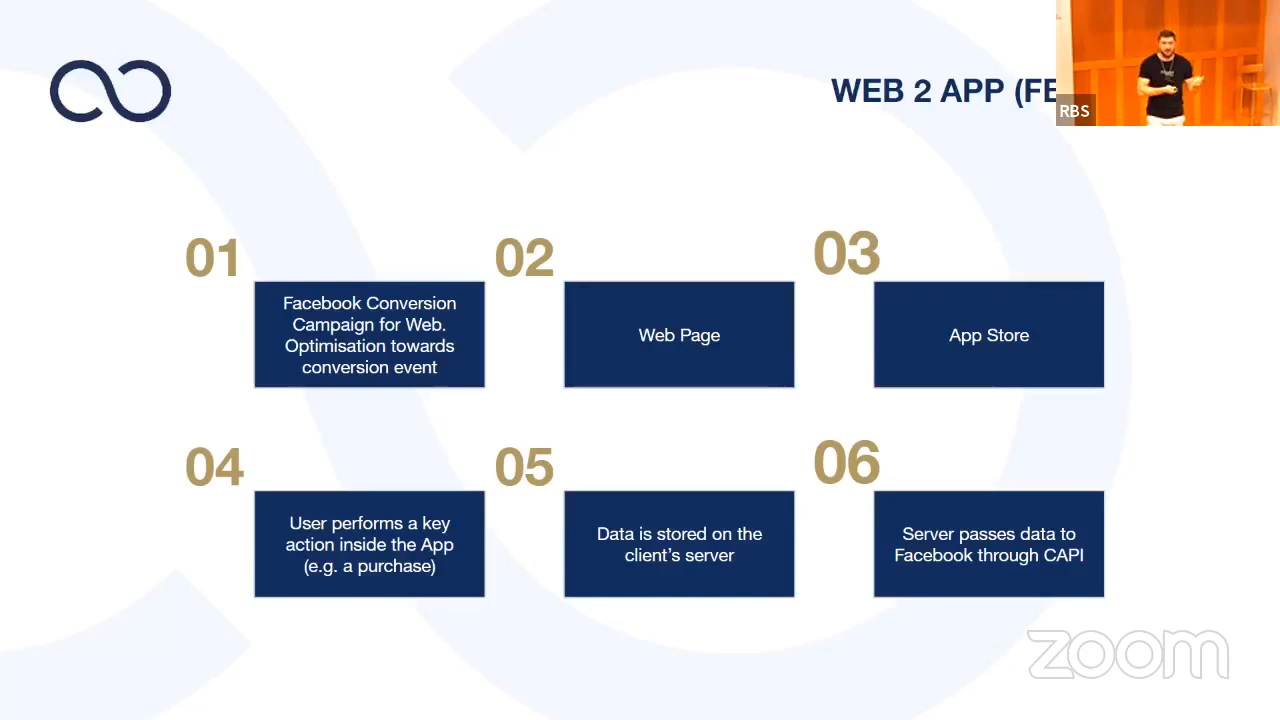 WEB 2 APP (FE
RBS
01
Facebook Conversion
Campaign for Web.
Optimisation towards
conversion event
02
Web Page
03
App Store
04
User performs a key
action inside the App
(e.g. a purchase)
05
Data is stored on the
client's server
06
Server passes data to
Facebook through CAPI
zoom